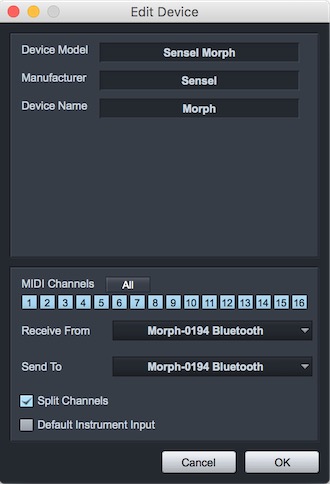 Edit Device
Device Model Sensel Morph
Manufacturer Sensel
Device Name Morph
MIDI Channels All
1 2 3 4 5 6 7 8 9 10 11 12 13 14 15 16
Receive From Morph-0194 Bluetooth
Send To Morph-0194 Bluetooth
Split Channels
Default Instrument Input
Cancel OK